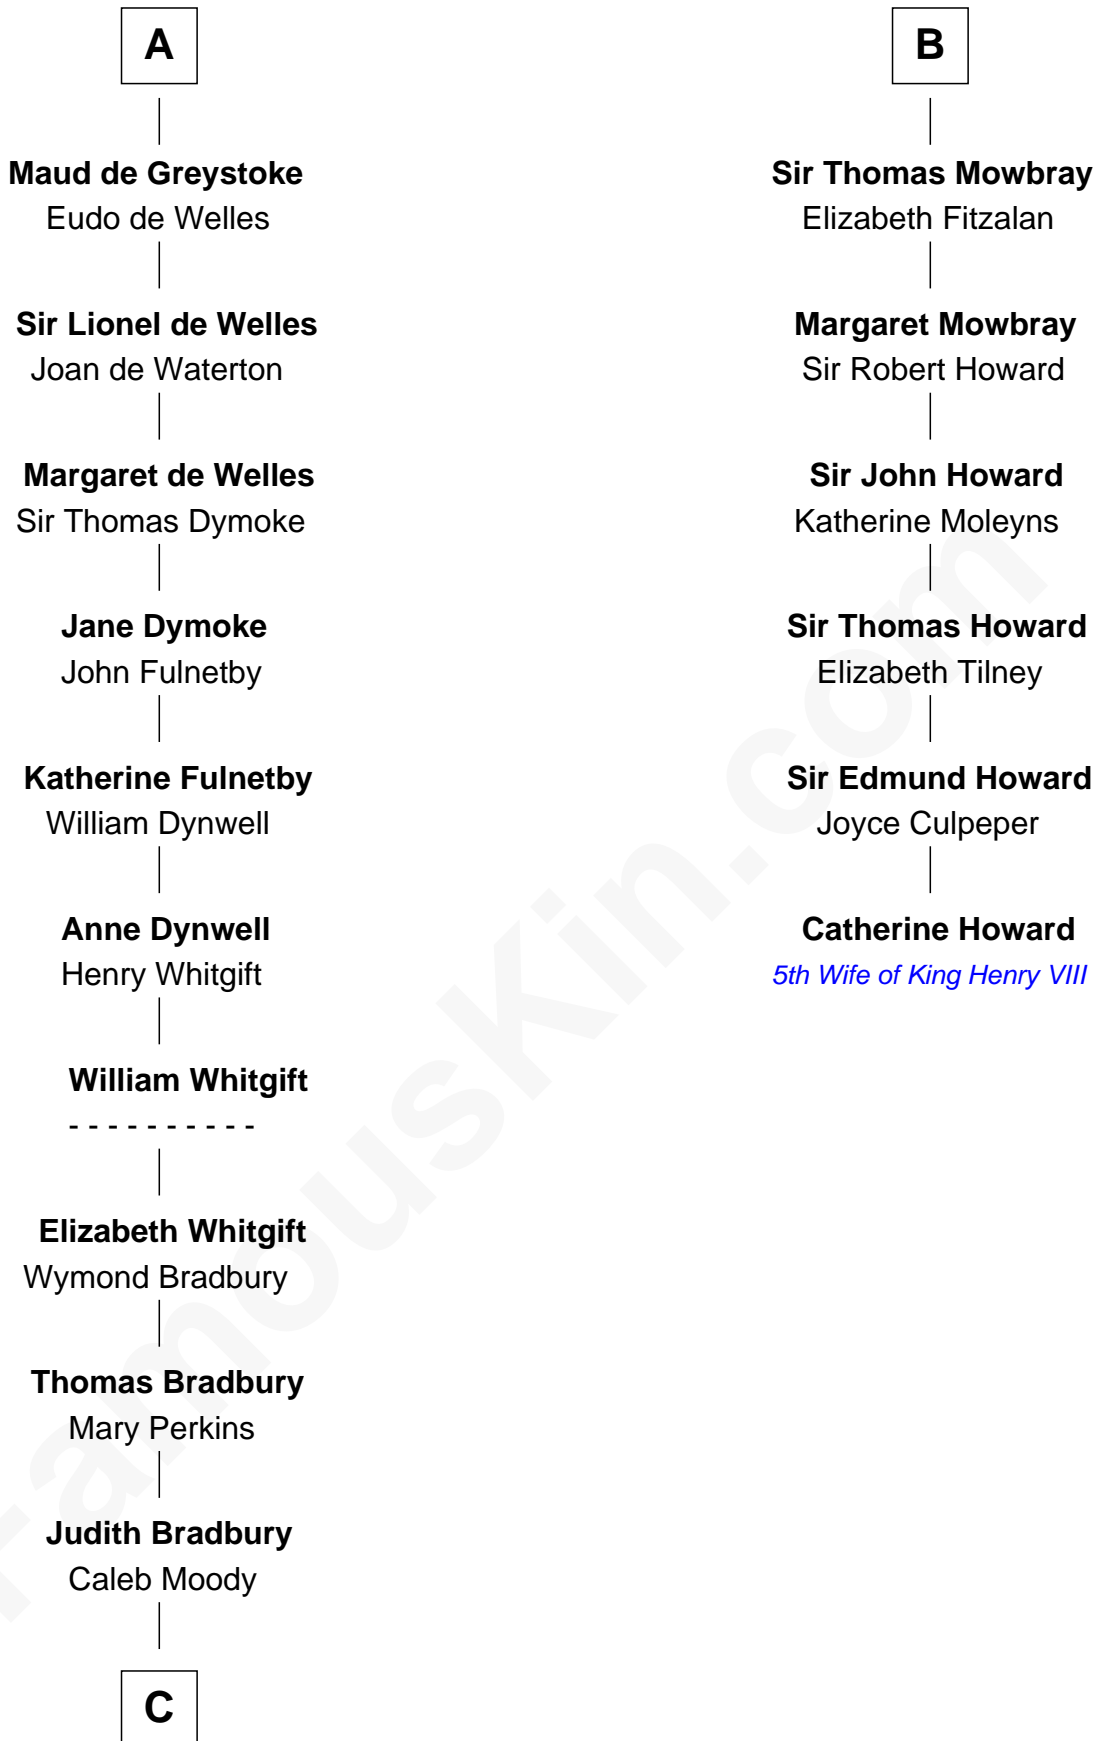 A
Maud de Greystoke
Eudo de Welles
Sir Lionel de Welles
Joan de Waterton
Margaret de Welles
Sir Thomas Dymoke
Jane Dymoke
John Fulnetby
Katherine Fulnetby
William Dynwell
Anne Dynwell
Henry Whitgift
William Whitgift
- - - - - - - - - -
Elizabeth Whitgift
Wymond Bradbury
Thomas Bradbury
Mary Perkins
Judith Bradbury
Caleb Moody
C
B
Sir Thomas Mowbray
Elizabeth Fitzalan
Margaret Mowbray
Sir Robert Howard
Sir John Howard
Katherine Moleyns
Sir Thomas Howard
Elizabeth Tilney
Sir Edmund Howard
Joyce Culpeper
Catherine Howard
5th Wife of King Henry VIII
FamousKin.com